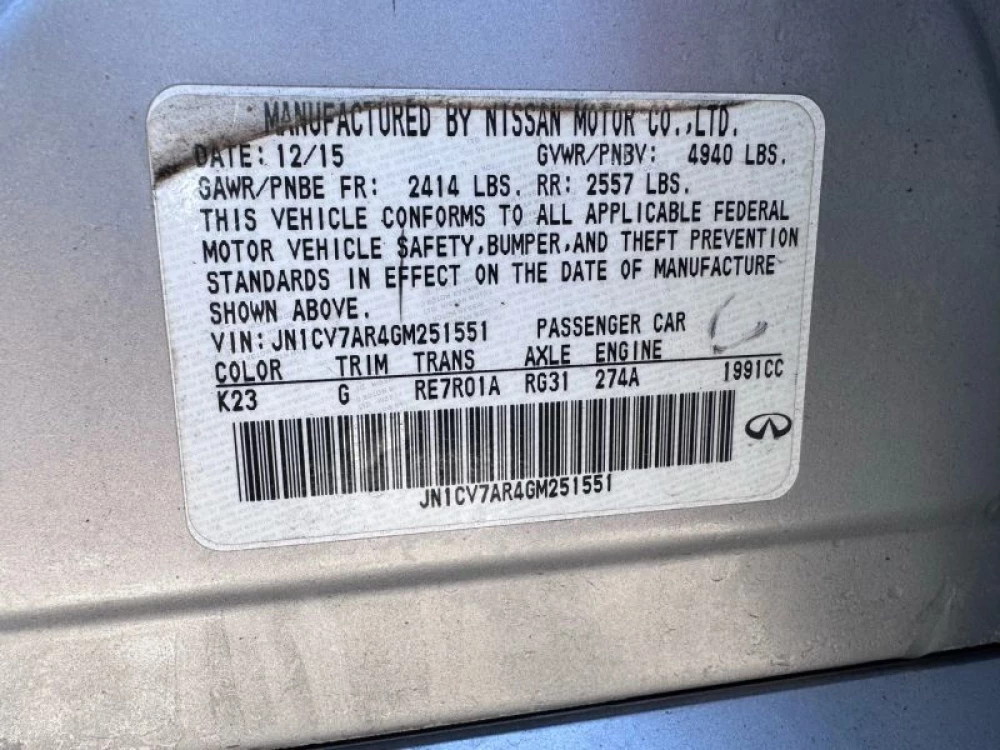 MANUFACTURED BY NISSAN MOTOR CO.,LTD.
DATE: 12/15 GVWR/PNBV: 4940 LBS.
GAWR/PNBE FR: 2414 LBS. RR: 2557 LBS.
THIS VEHICLE CONFORMS TO ALL APPLICABLE FEDERAL
MOTOR VEHICLE SAFETY,BUMPER,AND THEFT PREVENTION
STANDARDS IN EFFECT ON THE DATE OF MANUFACTURE
SHOWN ABOVE.
VIN: JN1CV7AR4GM251551 PASSENGER CAR
COLOR TRIM TRANS AXLE ENGINE
K23 G RE7R01A RG31 274A 1991CC
JN1CV7AR4GM251551